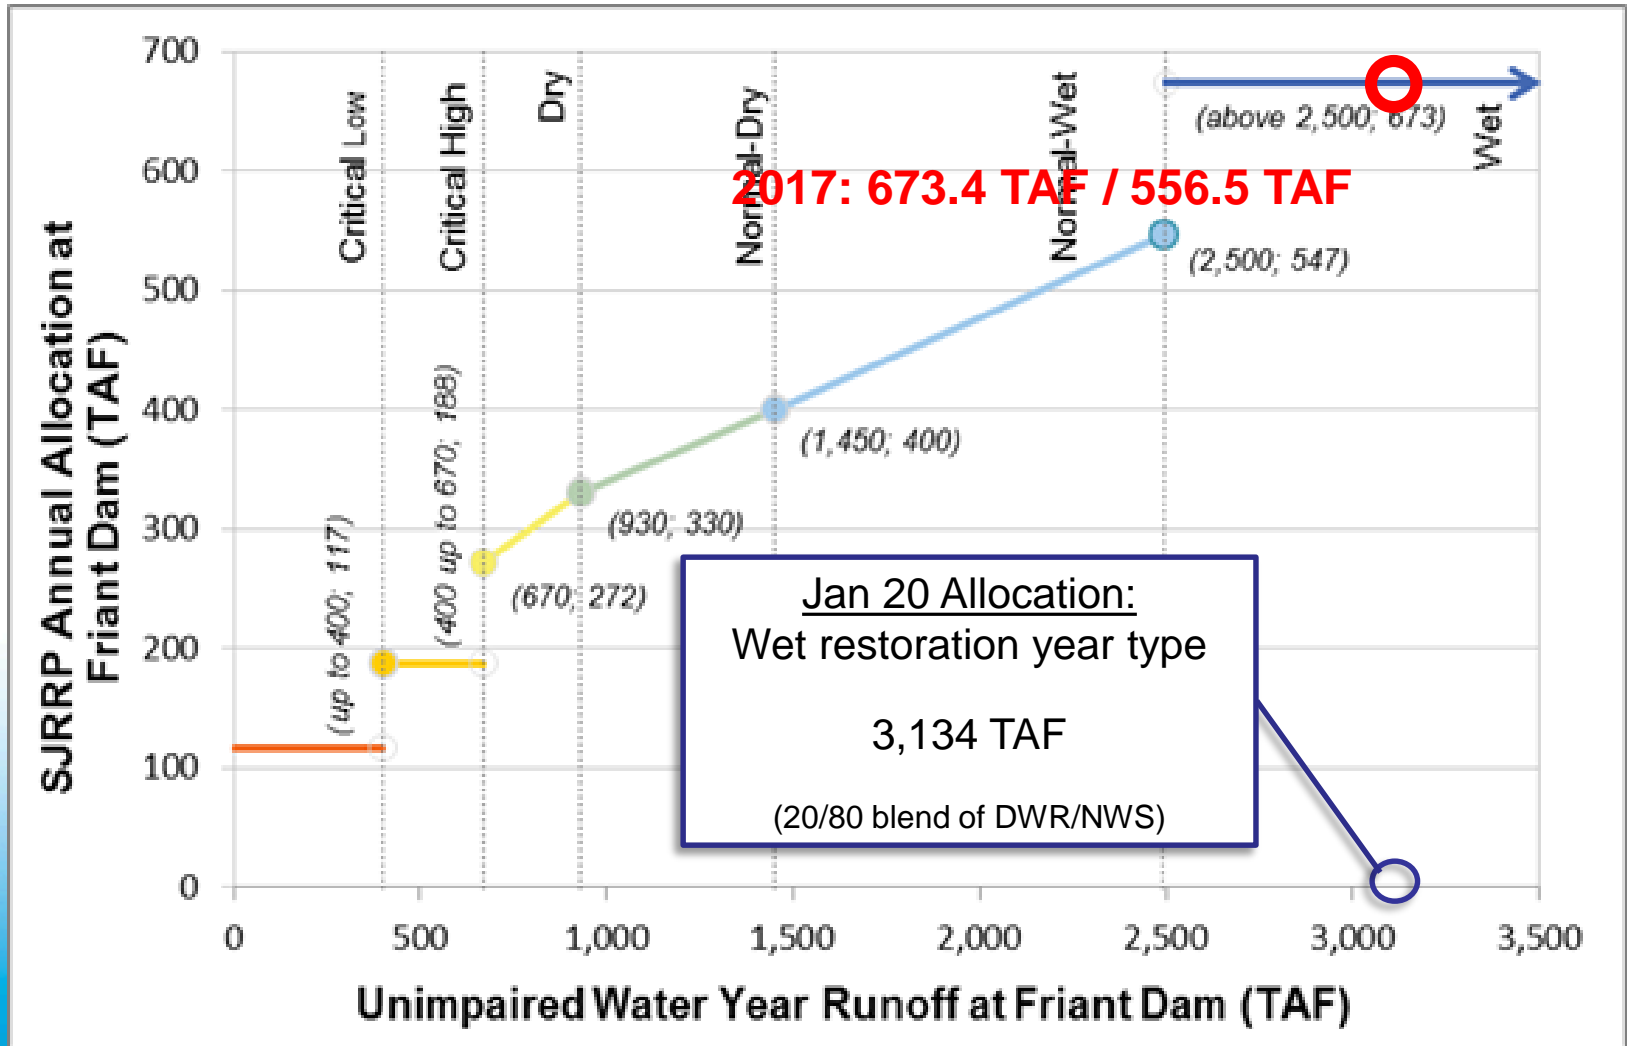 SJRRP Annual Allocation at
Friant Dam (TAF)
700
600
500
400
300
200
100
0
Critical Low
Critical High
Dry
Normal-Dry
Normal-Wet
Wet
(above 2,500; 673)
2017: 673.4 TAF / 556.5 TAF
(2,500; 547)
(1,450; 400)
(930; 330)
(670; 272)
(400 up to 670; 188)
(up to 400; 117)
Jan 20 Allocation:
Wet restoration year type
3,134 TAF
(20/80 blend of DWR/NWS)
0
500
1,000
1,500
2,000
2,500
3,000
3,500
Unimpaired Water Year Runoff at Friant Dam (TAF)